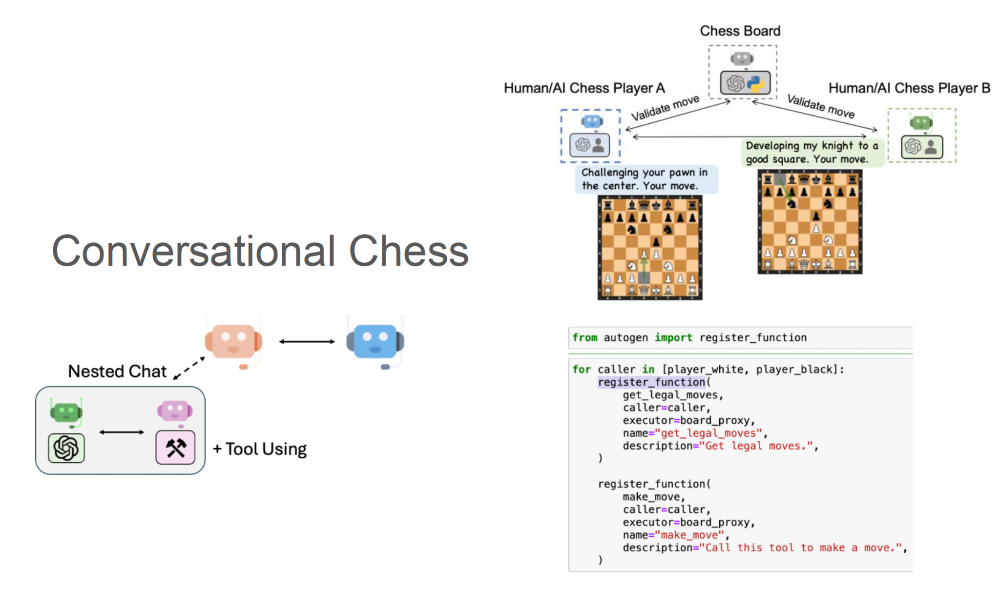 Conversational Chess
Nested Chat
+ Tool Using
Chess Board
Human/AI Chess Player A
Human/AI Chess Player B
Validate move
Validate move
Developing my knight to a
good square. Your move.
Challenging your pawn in
the center. Your move.
from autogen import register_function
for caller in [player_white, player_black]:
    register_function(
        get_legal_moves,
        caller=caller,
        executor=board_proxy,
        name="get_legal_moves",
        description="Get legal moves.",
    )
    register_function(
        make_move,
        caller=caller,
        executor=board_proxy,
        name="make_move",
        description="Call this tool to make a move.",
    )